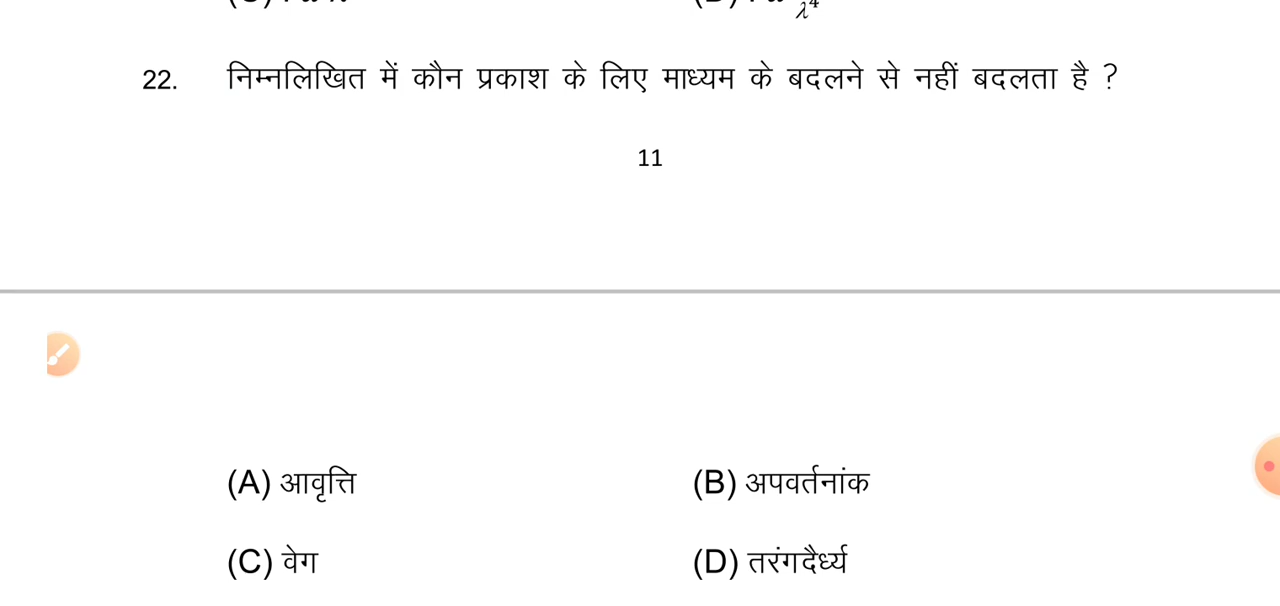 22. निम्नलिखित में कौन प्रकाश के लिए माध्यम के बदलने से नहीं बदलता है ?
11
(A) आवृत्ति (B) अपवर्तनांक
(C) वेग (D) तरंगदैर्ध्य